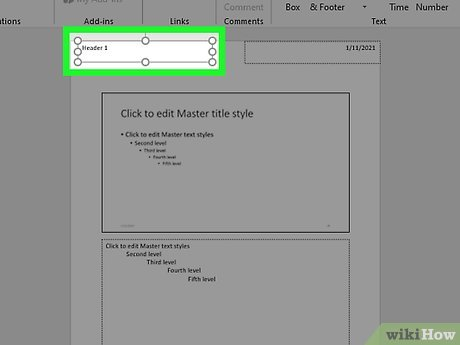 Comment
Box & Footer
Time Number
Add-ins Links Comments Text
Header 1 1/11/2021
Click to edit Master title style
• Click to edit Master text styles
• Second level
• Third level
• Fourth level
• Fifth level
Click to edit Master text styles
Second level
Third level
Fourth level
Fifth level
wikiHow